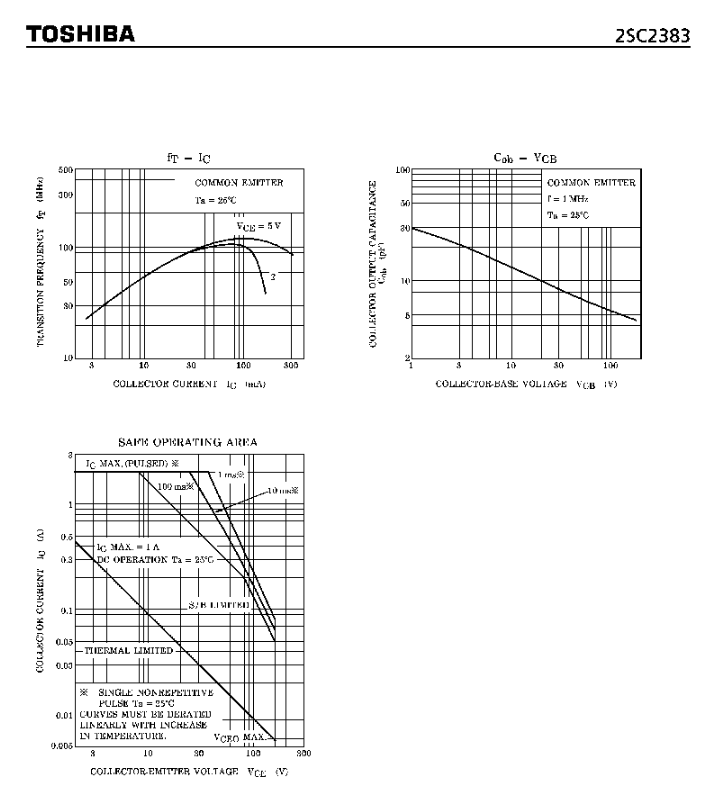 TOSHIBA
2SC2383
fT – IC
TRANSITION FREQUENCY fT (MHz)
500
300
100
50
30
10
COMMON EMITTER
Ta = 25°C
VCE = 5 V
2
3
10
30
100
300
COLLECTOR CURRENT IC (mA)
Cob – VCB
COLLECTOR OUTPUT CAPACITANCE
Cob (pF)
100
50
30
10
5
2
COMMON EMITTER
f = 1 MHz
Ta = 25°C
1
3
10
30
100
COLLECTOR-BASE VOLTAGE VCB (V)
SAFE OPERATING AREA
COLLECTOR CURRENT IC (A)
3
1
0.5
0.3
0.1
0.05
0.03
0.01
0.005
IC MAX. (PULSED) ※
1 ms※
100 ms※
10 ms※
IC MAX. = 1 A
DC OPERATION Ta = 25°C
S/B LIMITED
THERMAL LIMITED
※ SINGLE NONREPETITIVE
PULSE Ta = 25°C
CURVES MUST BE DERATED
LINEARLY WITH INCREASE
IN TEMPERATURE.
VCEO MAX.
3
10
30
100
300
COLLECTOR-EMITTER VOLTAGE VCE (V)